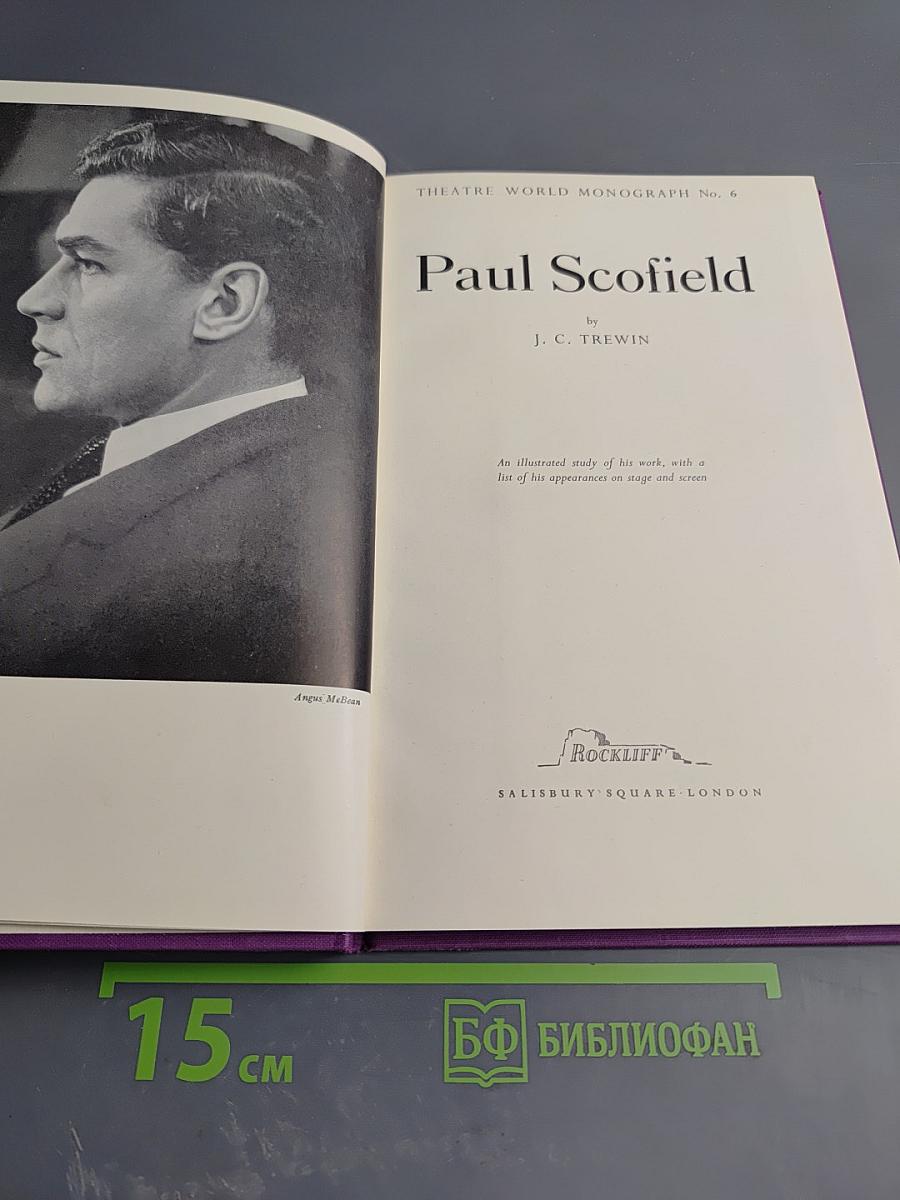 Angus McBean
THEATRE WORLD MONOGRAPH No. 6
Paul Scofield
by
J. C. TREWIN
An illustrated study of his work, with a
list of his appearances on stage and screen
ROCKLIFF
SALISBURY SQUARE · LONDON
15 см
БФ БИБЛИОФАН